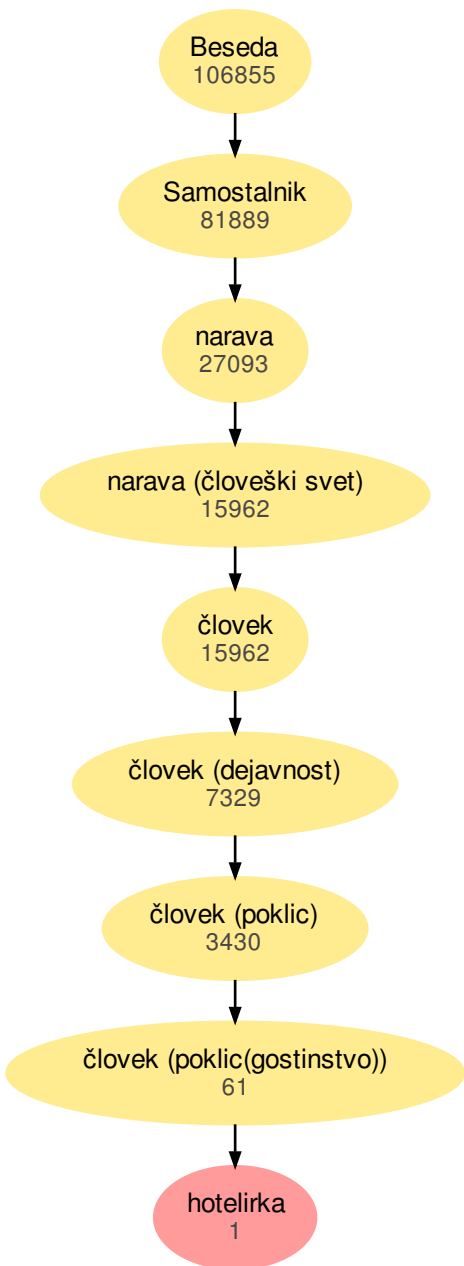 Beseda
106855
Samostalnik
81889
narava
27093
narava (človeški svet)
15962
človek
15962
človek (dejavnost)
7329
človek (poklic)
3430
človek (poklic(gostinstvo))
61
hotelirka
1